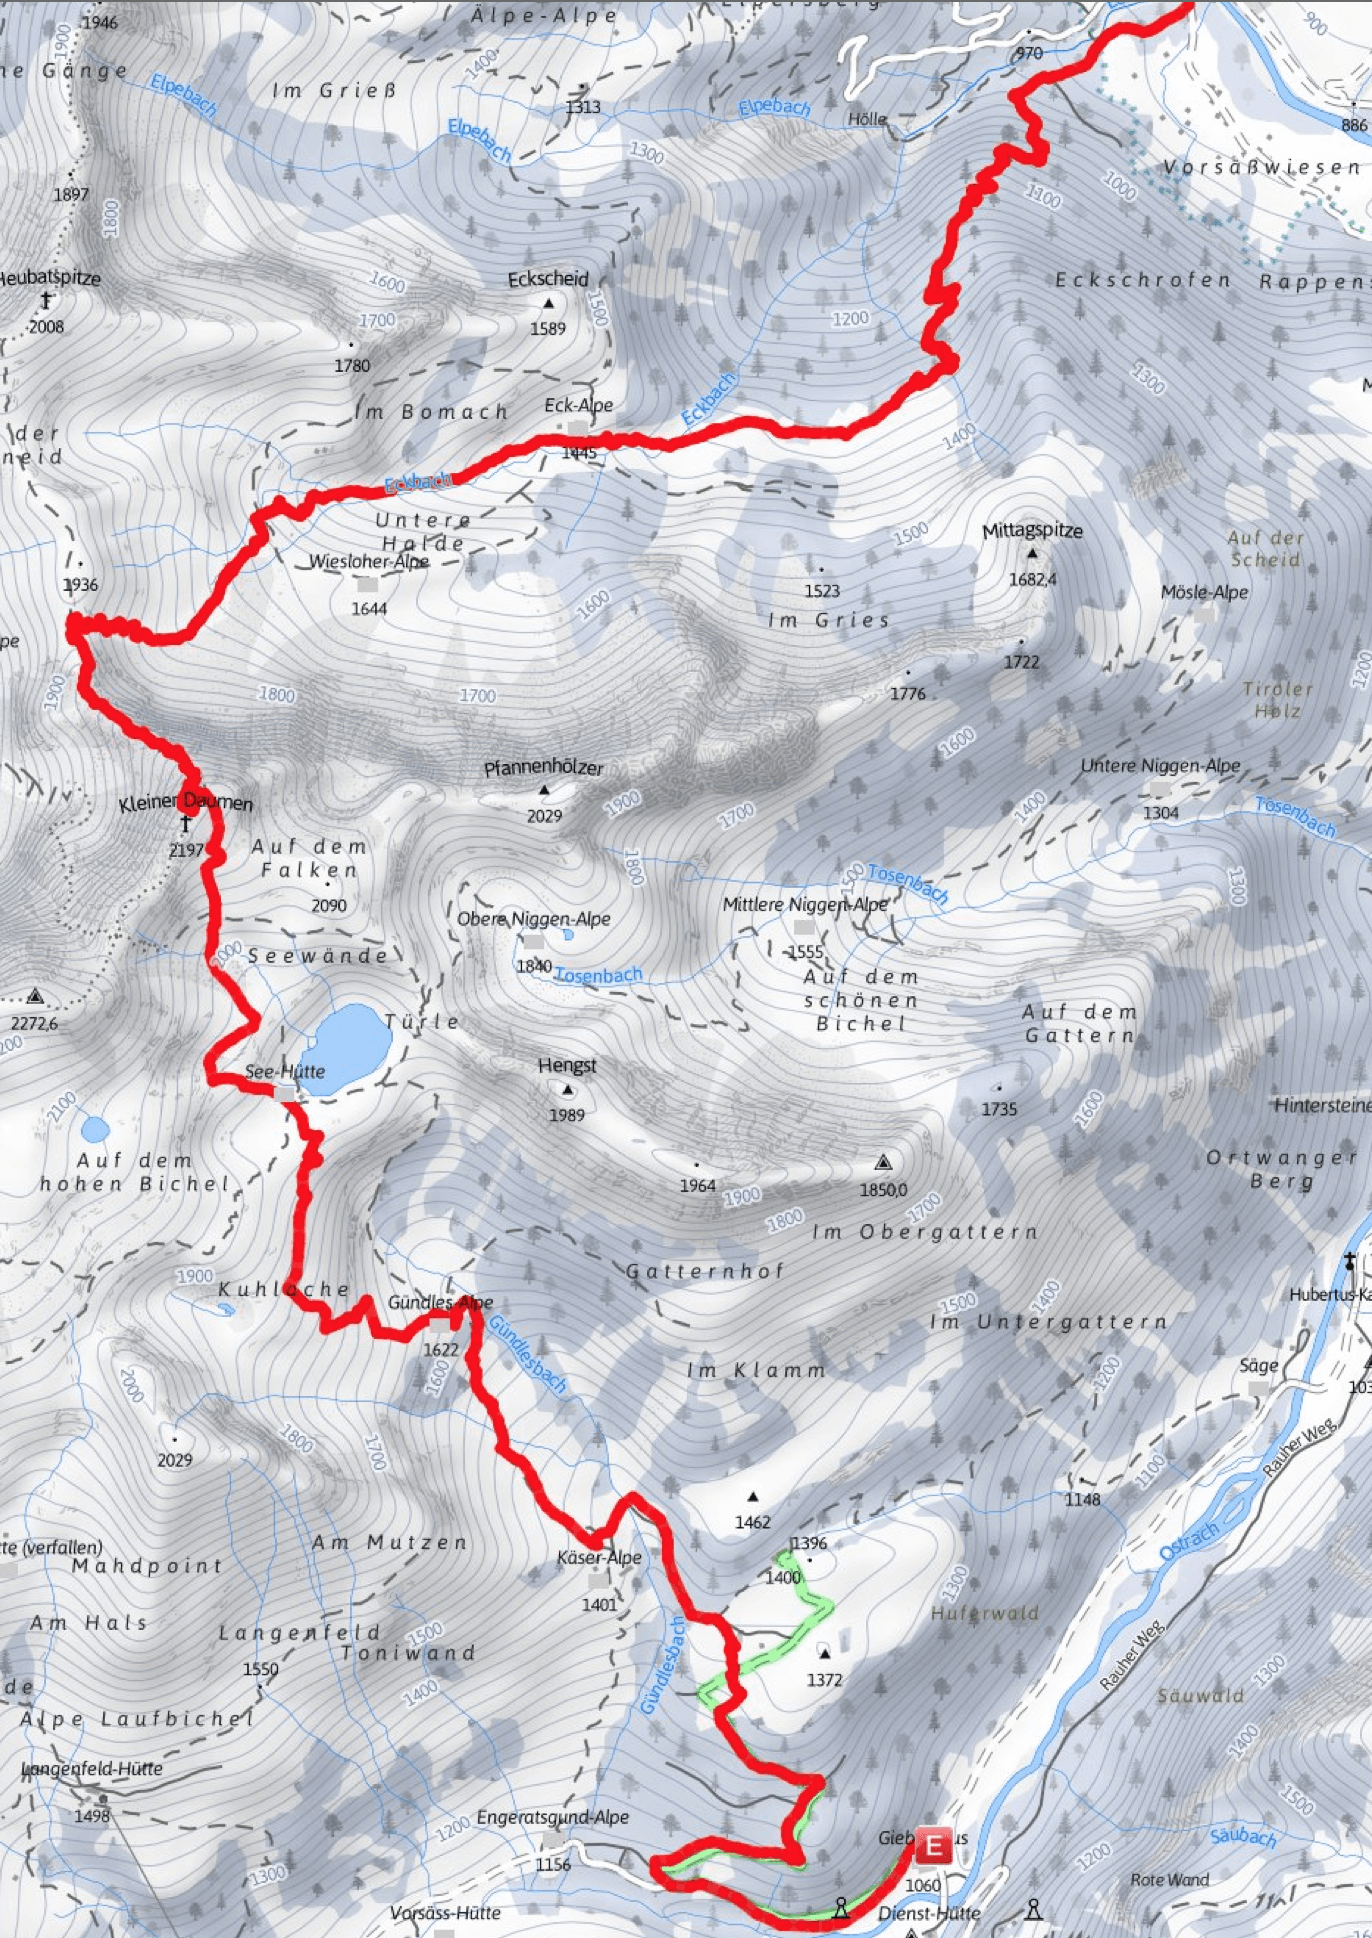 1946
1900
Älpe-Alpe
970
900
ne Gänge
Elpebach
Im Grieß
1400
1313
Elpebach
Hölle
886
Elpebach
1300
Vorsäßwiesen
1897
1800
1100
1000
Heubatspitze
2008
1600
Eckscheid
1589
1500
Eckschrofen
1700
1200
1780
1300
Im Bomach
Eck-Alpe
1445
Eckbach
der
neid
1400
Eckbach
Untere
Halde
1500
Mittagspitze
1682,4
Auf der
Scheid
Wiesloher-Alpe
1644
1936
1600
1523
Im Gries
Mösle-Alpe
pe
1722
1200
1900
1800
1700
1776
Tiroler
Holz
1600
Pfannenhölzer
2029
Untere Niggen-Alpe
1304
Kleiner Daumen
2197
1900
1700
1400
Tosenbach
Auf dem
Falken
2090
1800
1500
Tosenbach
1300
Obere Niggen-Alpe
1840
Mittlere Niggen-Alpe
1555
2000
Seewände
Tosenbach
Auf dem
schönen
Bichel
2272,6
Türle
Auf dem
Gattern
See-Hütte
Hengst
1989
1735
1600
2100
Auf dem
hohen Bichel
1964
1900
1850,0
1700
1800
Ortwanger
Berg
Im Obergattern
1900
Kuhloche
Gatternhof
1500
1400
Gündles-Alpe
1622
Gündlesbach
Im Untergattern
1600
Im Klamm
1200
Säge
2000
2029
1800
1700
Rauher Weg
1100
1148
1462
Am Mutzen
tte (verfallen)
Mahdpoint
Käser-Alpe
1401
1396
1400
Ostrach
1300
Huferwald
Am Hals
Langenfeld
1500
Toniwand
Gündlesbach
Rauher Weg
1550
1400
1372
1300
Säuwald
de
Alpe Laufbichel
1400
Langenfeld-Hütte
1498
1500
Engeratsgund-Alpe
1156
1200
E
1060
Säubach
1200
1300
Rote Wand
Vorsäss-Hütte
Dienst-Hütte